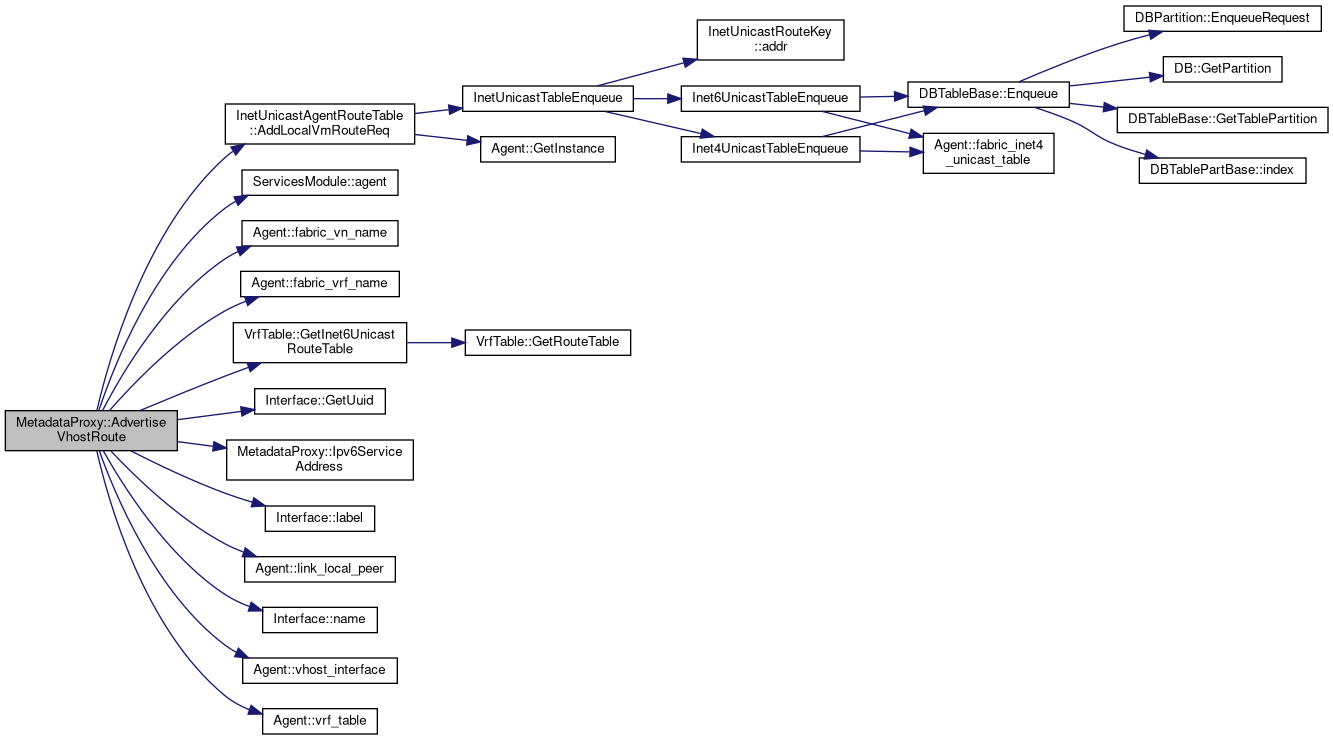 MetadataProxy::Advertise
VhostRoute
InetUnicastAgentRouteTable
::AddLocalVmRouteReq
ServicesModule::agent
Agent::fabric_vn_name
Agent::fabric_vrf_name
VrfTable::GetInet6Unicast
RouteTable
Interface::GetUuid
MetadataProxy::Ipv6Service
Address
Interface::label
Agent::link_local_peer
Interface::name
Agent::vhost_interface
Agent::vrf_table
InetUnicastTableEnqueue
Agent::GetInstance
VrfTable::GetRouteTable
InetUnicastRouteKey
::addr
Inet6UnicastTableEnqueue
Inet4UnicastTableEnqueue
DBTableBase::Enqueue
Agent::fabric_inet4
_unicast_table
DBPartition::EnqueueRequest
DB::GetPartition
DBTableBase::GetTablePartition
DBTablePartBase::index